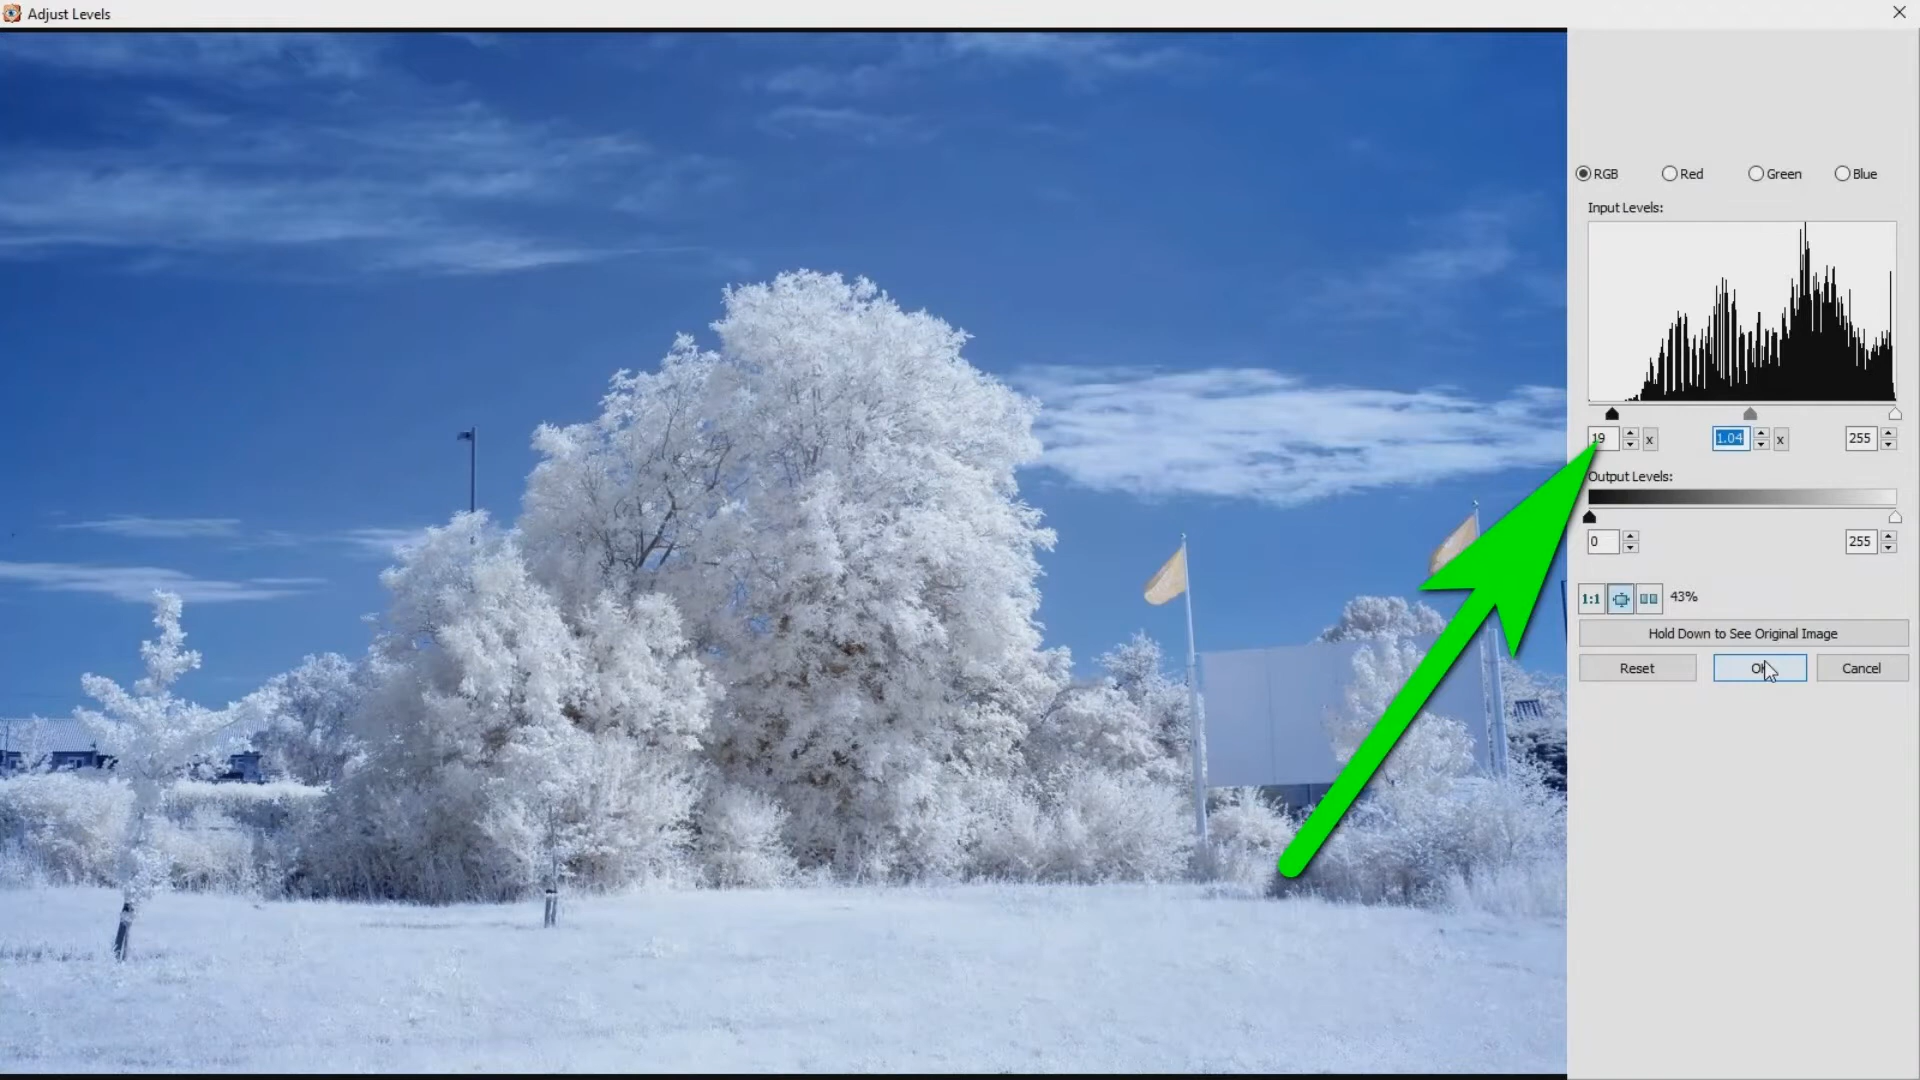 Adjust Levels
RGB Red Green Blue
Input Levels:
19 x 1.04 x 255
Output Levels:
0 255
1:1 43%
Hold Down to See Original Image
Reset OK Cancel